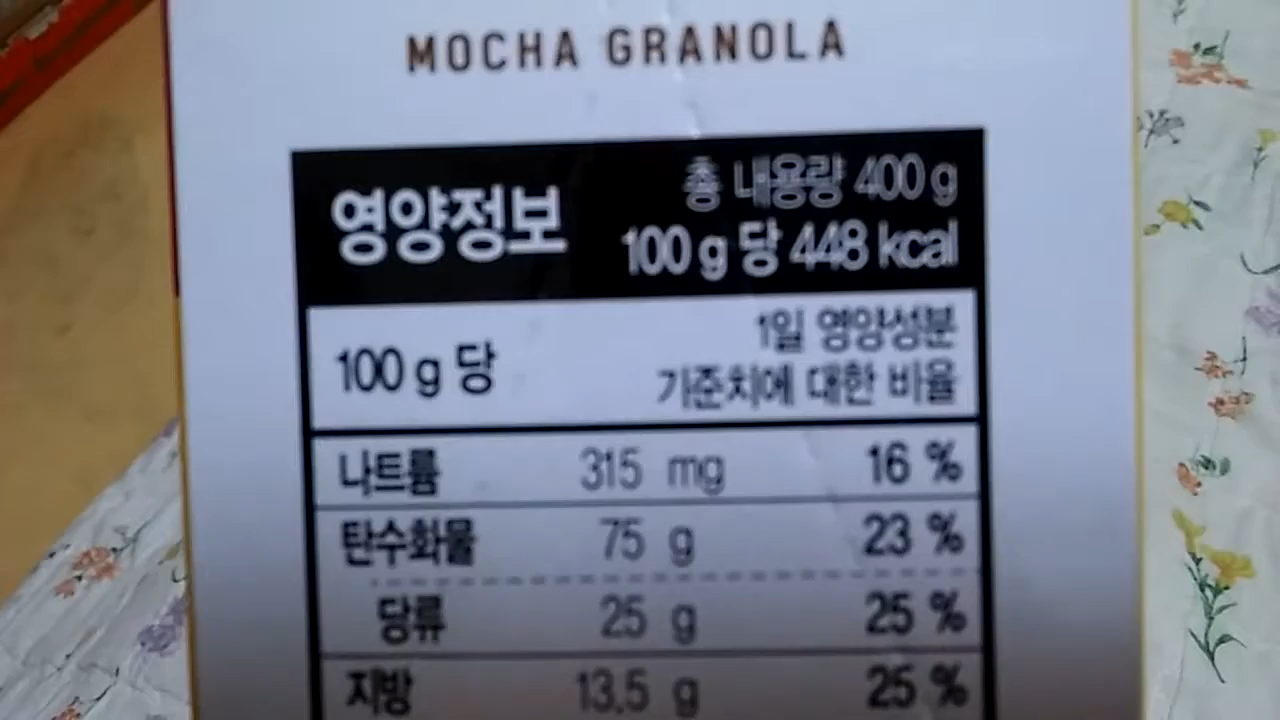 MOCHA GRANOLA
영양정보
총 내용량 400 g
100 g 당 448 kcal
100 g 당
1일 영양성분
기준치에 대한 비율
나트륨 315 mg 16 %
탄수화물 75 g 23 %
당류 25 g 25 %
지방 13.5 g 25 %